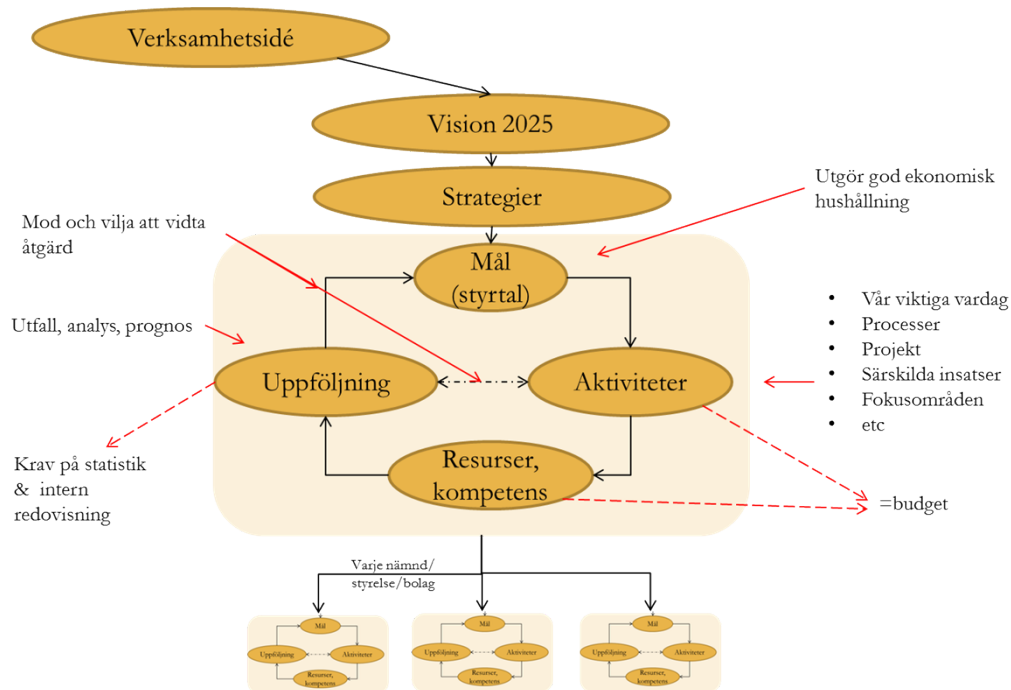 Verksamhetsidé
Vision 2025
Strategier
Utgör god ekonomisk
hushållning
Mod och vilja att vidta
åtgärd
Mål
(styrtal)
Utfall, analys, prognos
• Vår viktiga vardag
• Processer
• Projekt
• Särskilda insatser
• Fokusområden
• etc
Uppföljning
Aktiviteter
Krav på statistik
& intern
redovisning
Resurser,
kompetens
=budget
Varje nämnd/
styrelse/bolag
Mål
Uppföljning
Aktiviteter
Resurser,
kompetens
Mål
Uppföljning
Aktiviteter
Resurser,
kompetens
Mål
Uppföljning
Aktiviteter
Resurser,
kompetens